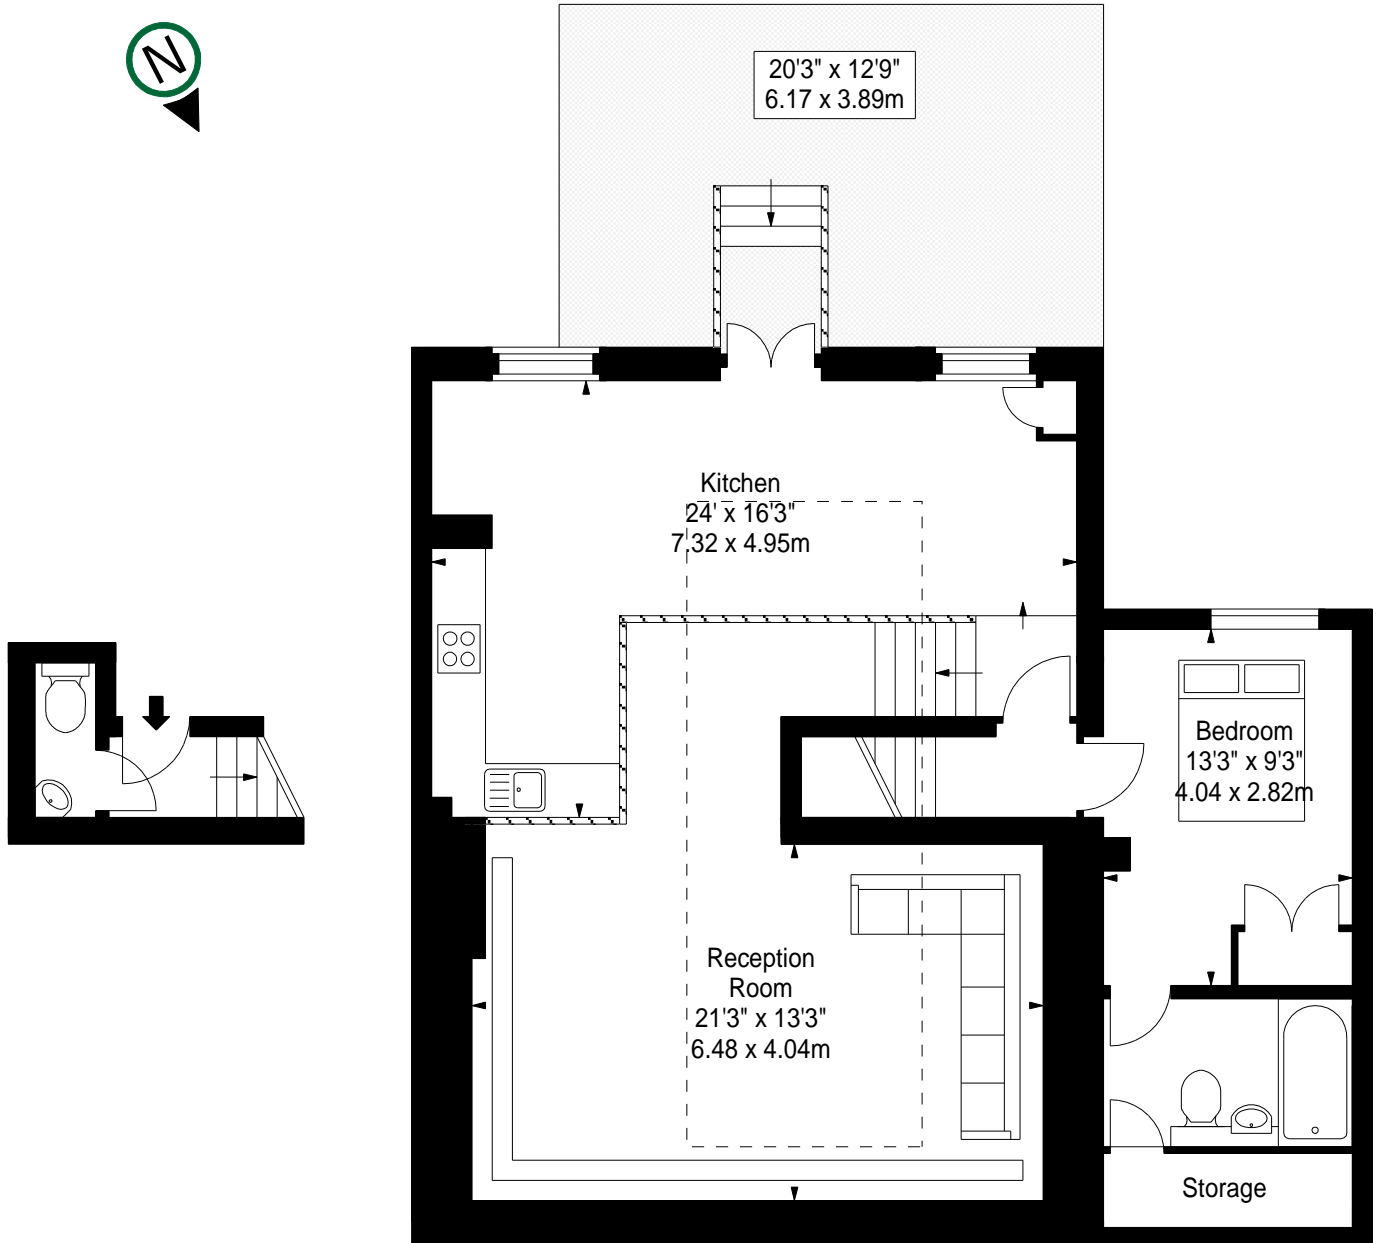 N
20'3" x 12'9"
6.17 x 3.89m
Kitchen
24' x 16'3"
7.32 x 4.95m
Bedroom
13'3" x 9'3"
4.04 x 2.82m
Reception
Room
21'3" x 13'3"
6.48 x 4.04m
Storage